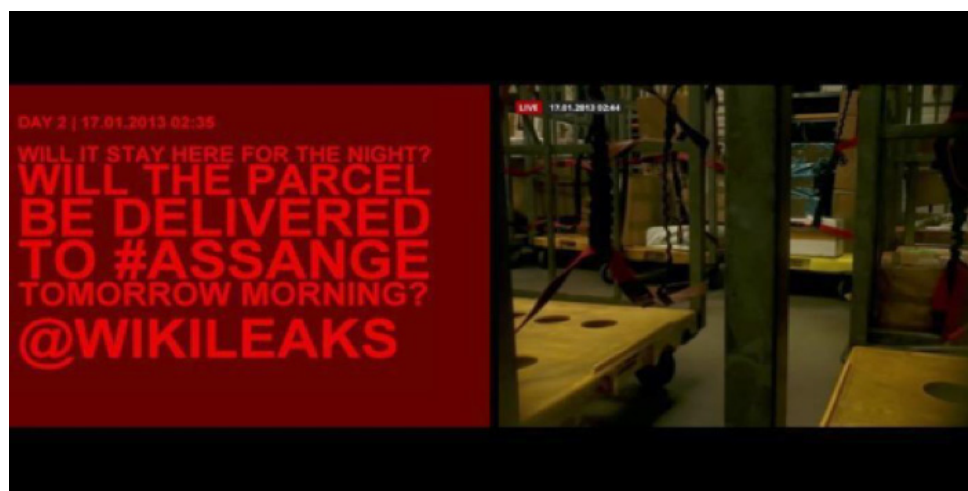 DAY 2 | 17.01.2013 02:35
WILL IT STAY HERE FOR THE NIGHT?
WILL THE PARCEL
BE DELIVERED
TO #ASSANGE
TOMORROW MORNING?
@WIKILEAKS
LIVE 17.01.2013 02:44